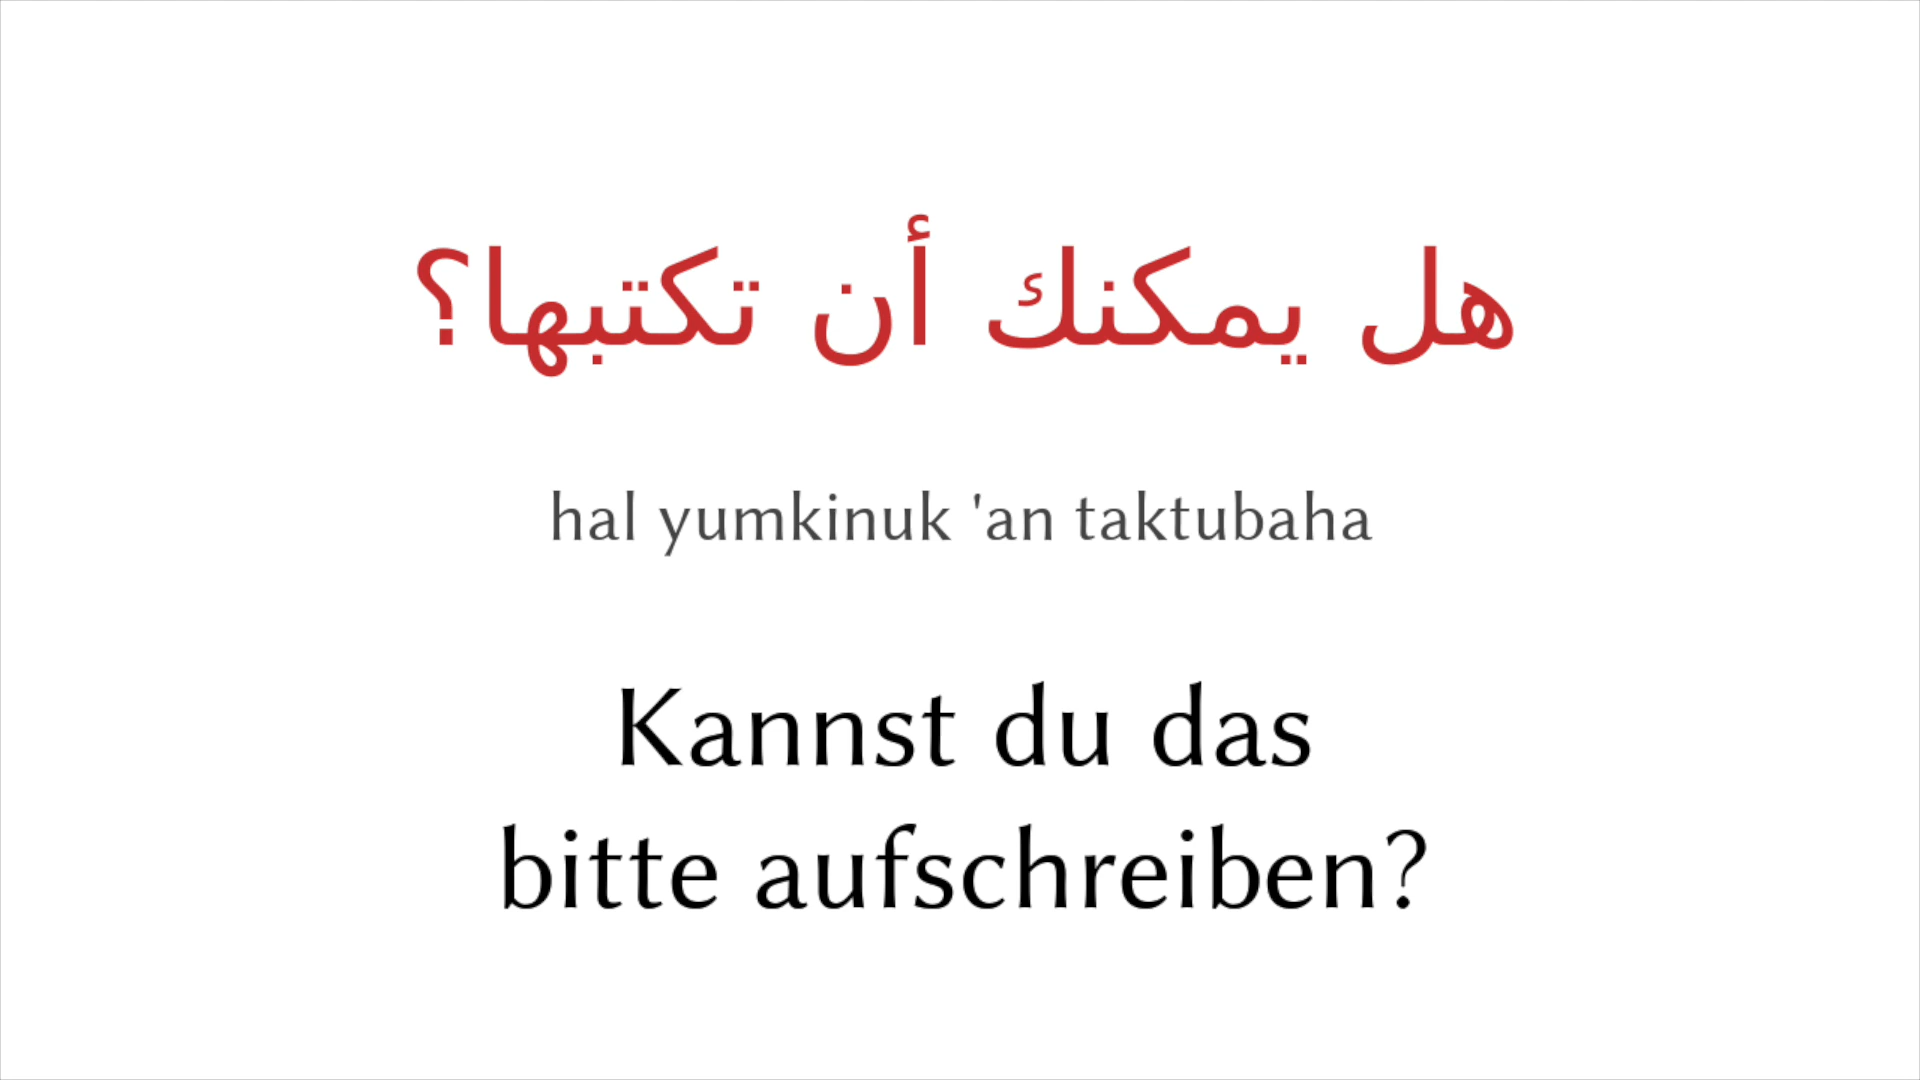 هل يمكنك أن تكتبها؟
hal yumkinuk 'an taktubaha
Kannst du das
bitte aufschreiben?